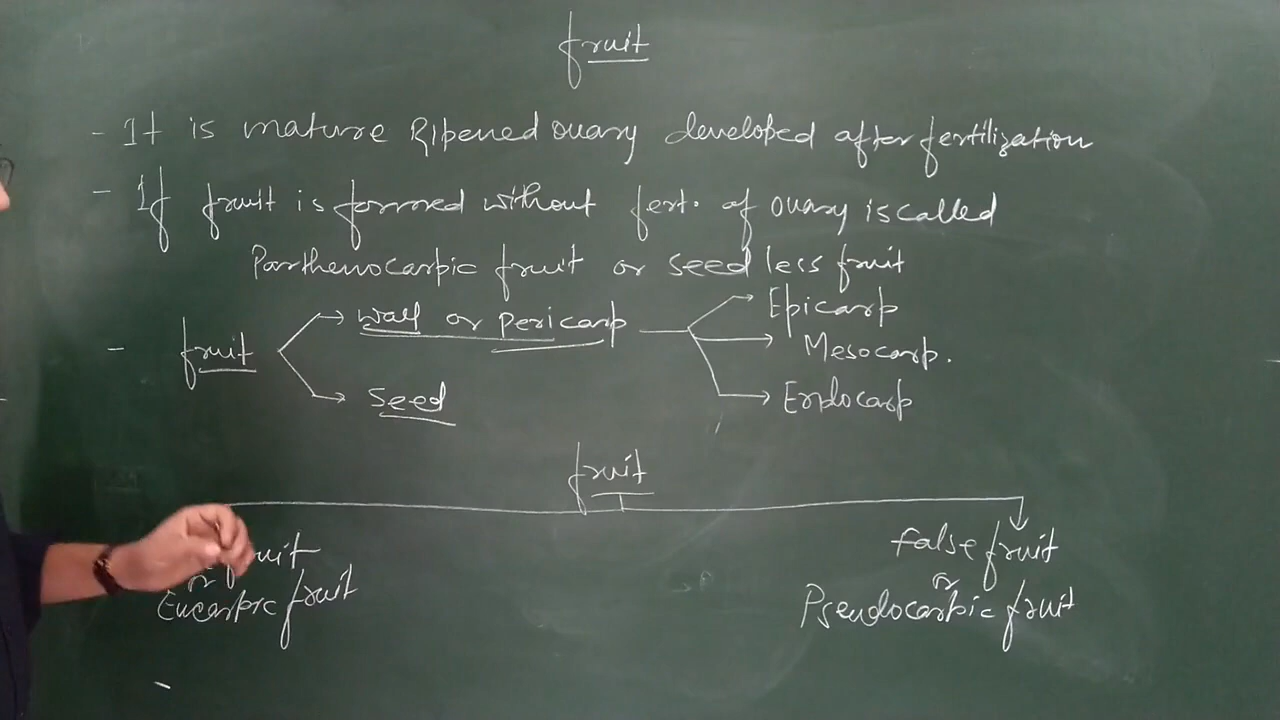 fruit
- It is mature Ripened ovary developed after fertilization
- If fruit is formed without fert. of ovary is called
Parthenocarpic fruit or seed less fruit
- fruit → wall or pericarp → Epicarp
→ Mesocarp.
→ Seed → Endocarp
fruit
fruit false fruit
or or
Eucarpic fruit Pseudocarpic fruit
-